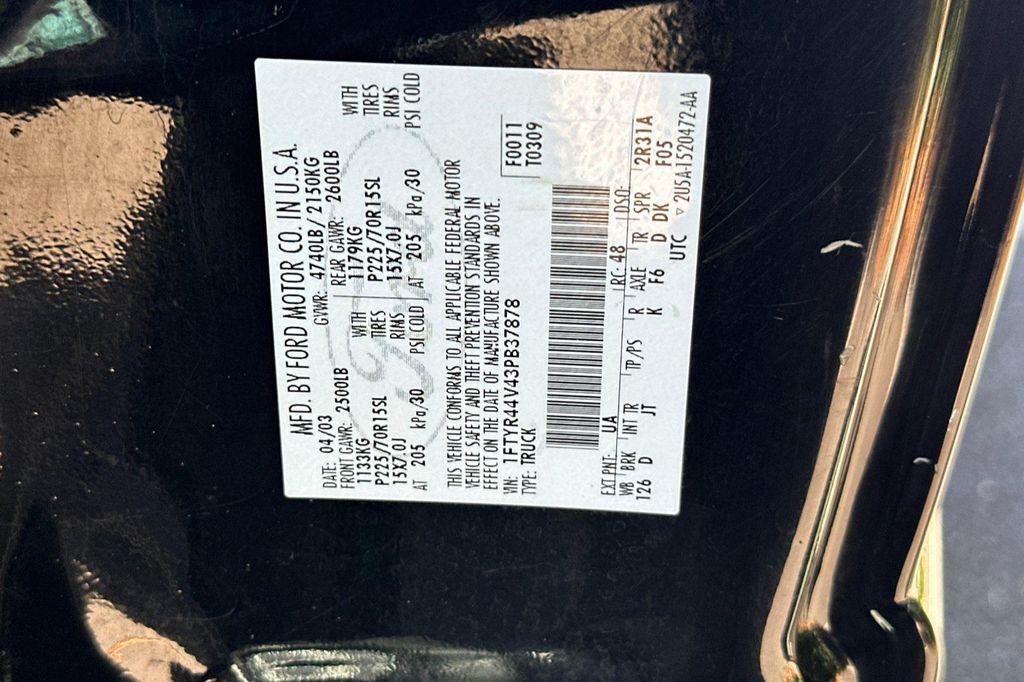 MFD. BY FORD MOTOR CO. IN U.S.A.
DATE: 04/03 GVWR: 4740LB/ 2150KG
FRONT GAWR: 2500LB REAR GAWR: 2600LB
1133KG WITH 1179KG WITH
P225/70R15SL TIRES P225/70R15SL TIRES
15X7.0J RIMS 15X7.0J RIMS
AT 205 kPa/30 PSI COLD AT 205 kPa/30 PSI COLD
THIS VEHICLE CONFORMS TO ALL APPLICABLE FEDERAL MOTOR
VEHICLE SAFETY AND THEFT PREVENTION STANDARDS IN
EFFECT ON THE DATE OF MANUFACTURE SHOWN ABOVE.
VIN: 1FTYR44V43PB37878 F0011
TYPE: TRUCK T0309
EXT PNT: UA RC: 48 DSO:
WB BRK INT TR TP/PS R AXLE TR SPR 2R31A
126 D JT K F6 D DK F05
UTC ▽ 2U5A-1520472-AA